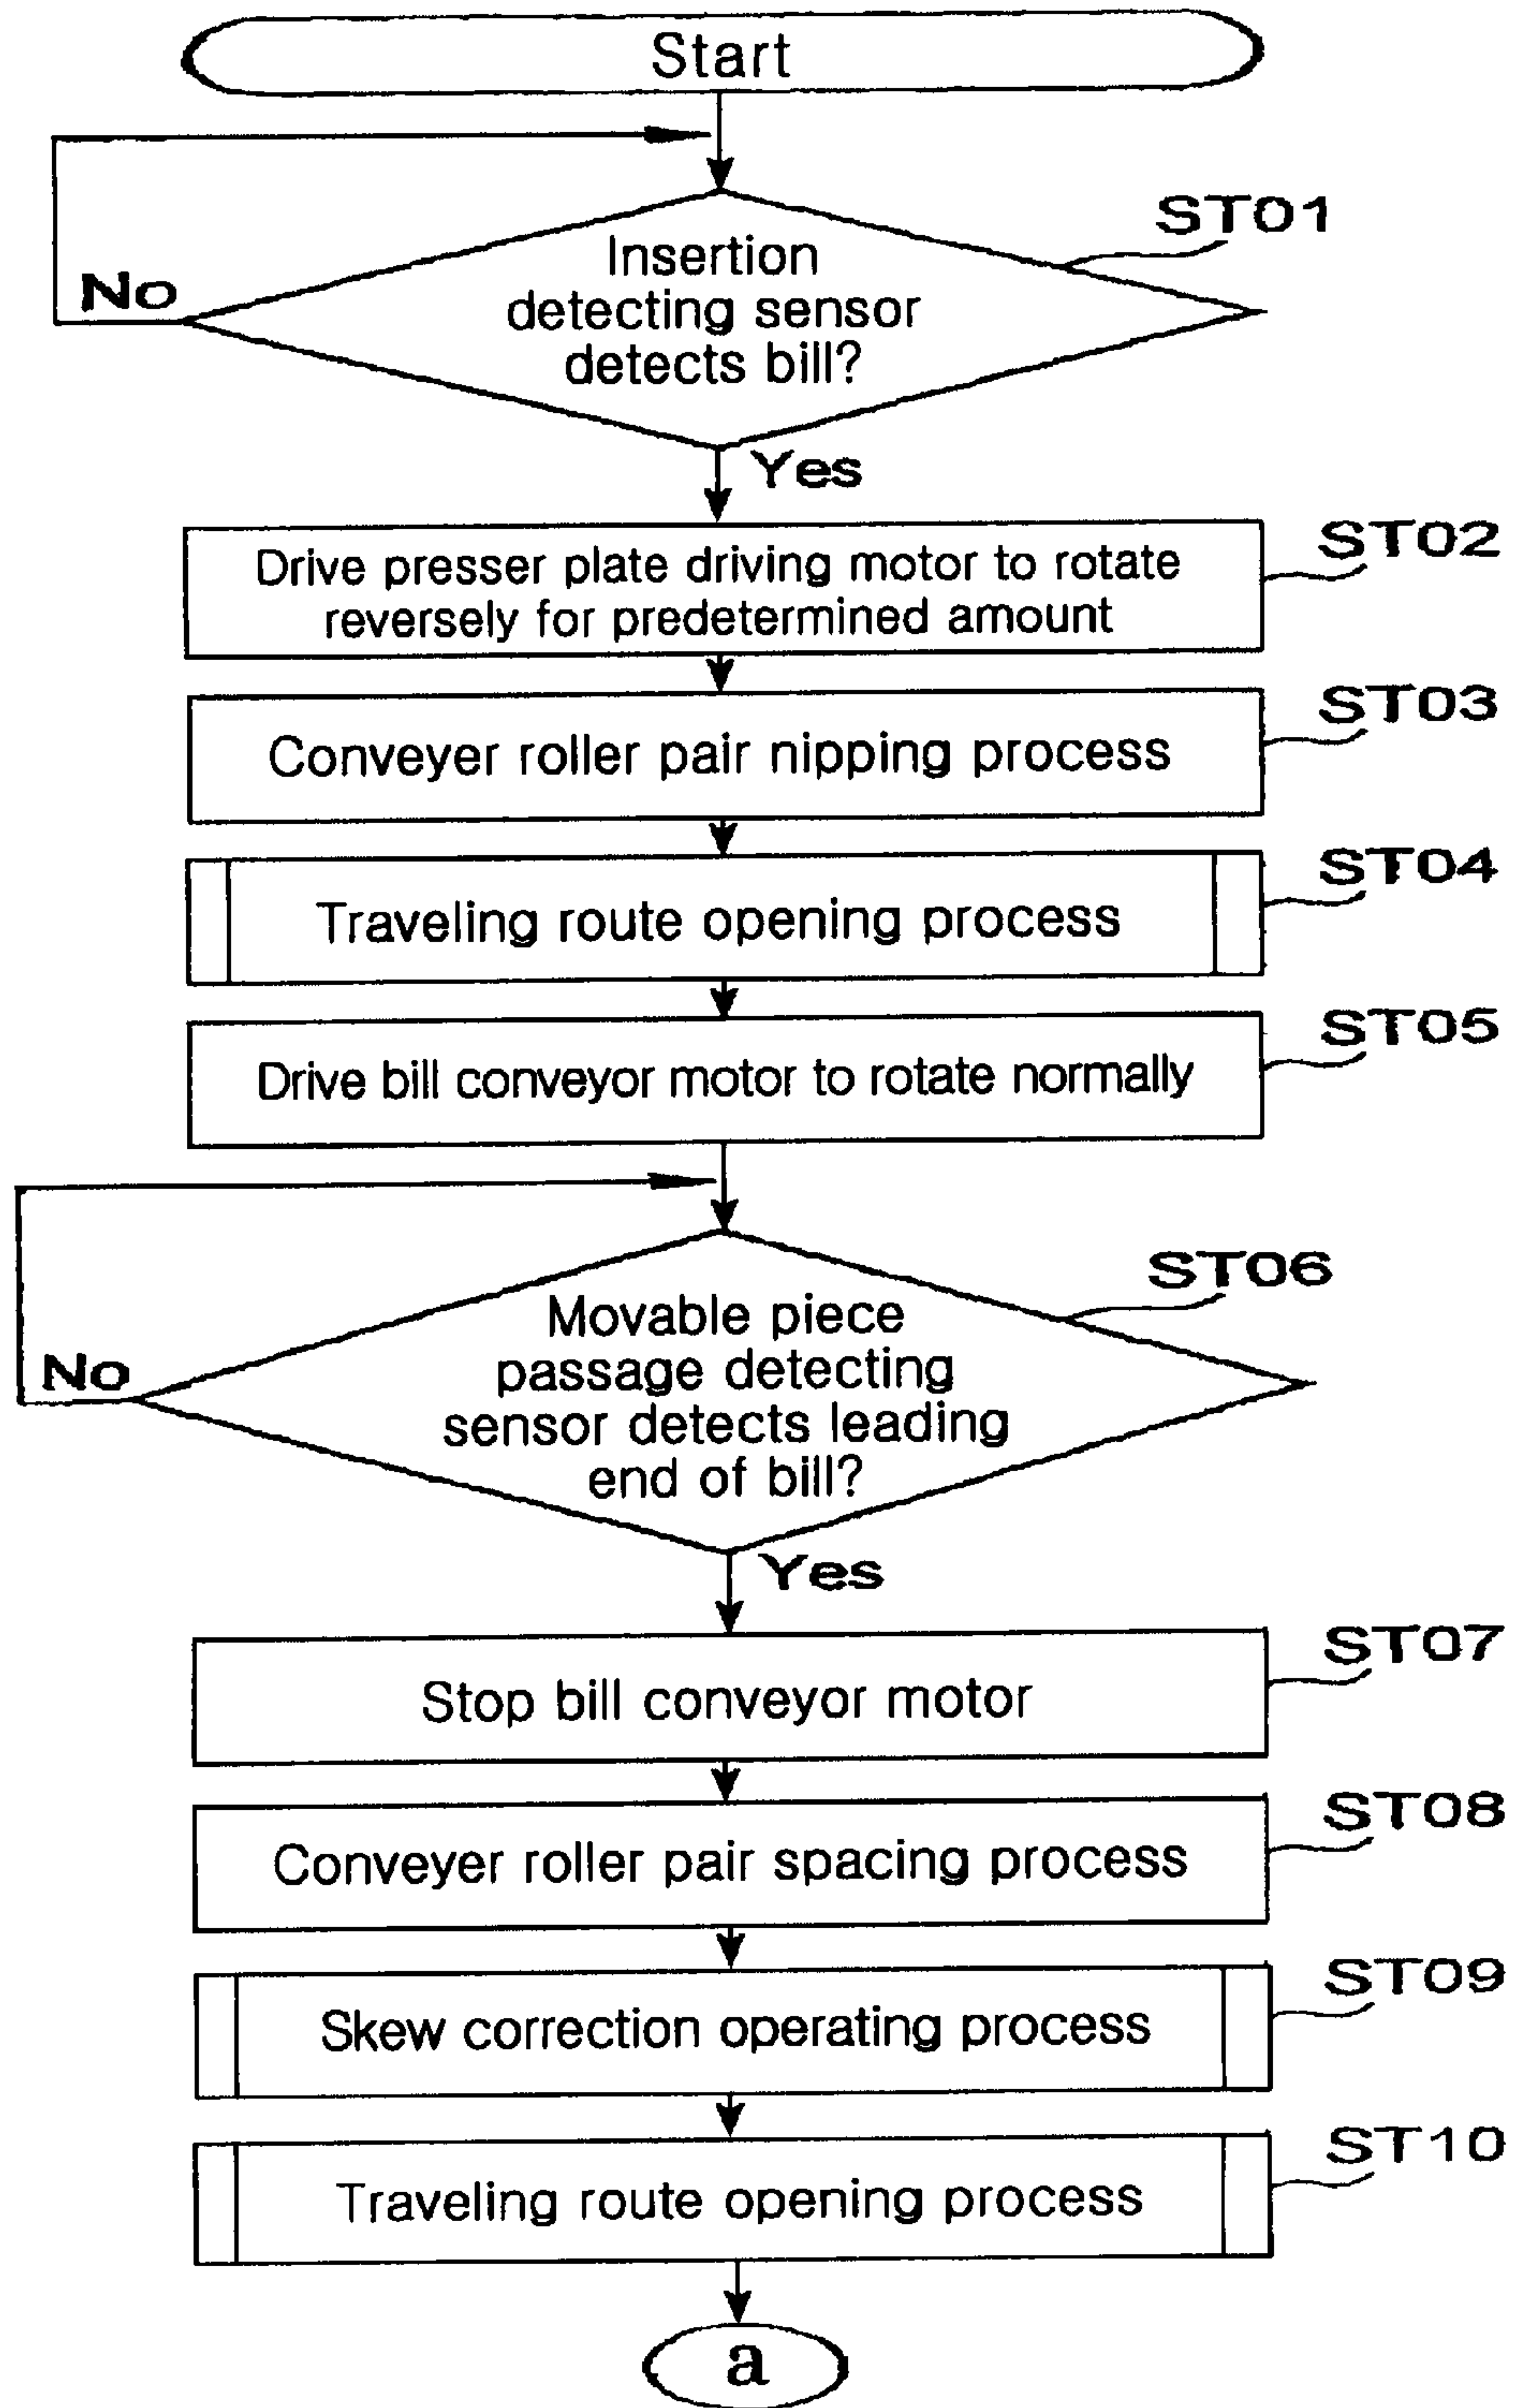 Start
ST01
Insertion
detecting sensor
detects bill?
No
Yes
ST02
Drive presser plate driving motor to rotate
reversely for predetermined amount
ST03
Conveyer roller pair nipping process
ST04
Traveling route opening process
ST05
Drive bill conveyor motor to rotate normally
ST06
Movable piece
passage detecting
sensor detects leading
end of bill?
No
Yes
ST07
Stop bill conveyor motor
ST08
Conveyer roller pair spacing process
ST09
Skew correction operating process
ST10
Traveling route opening process
a